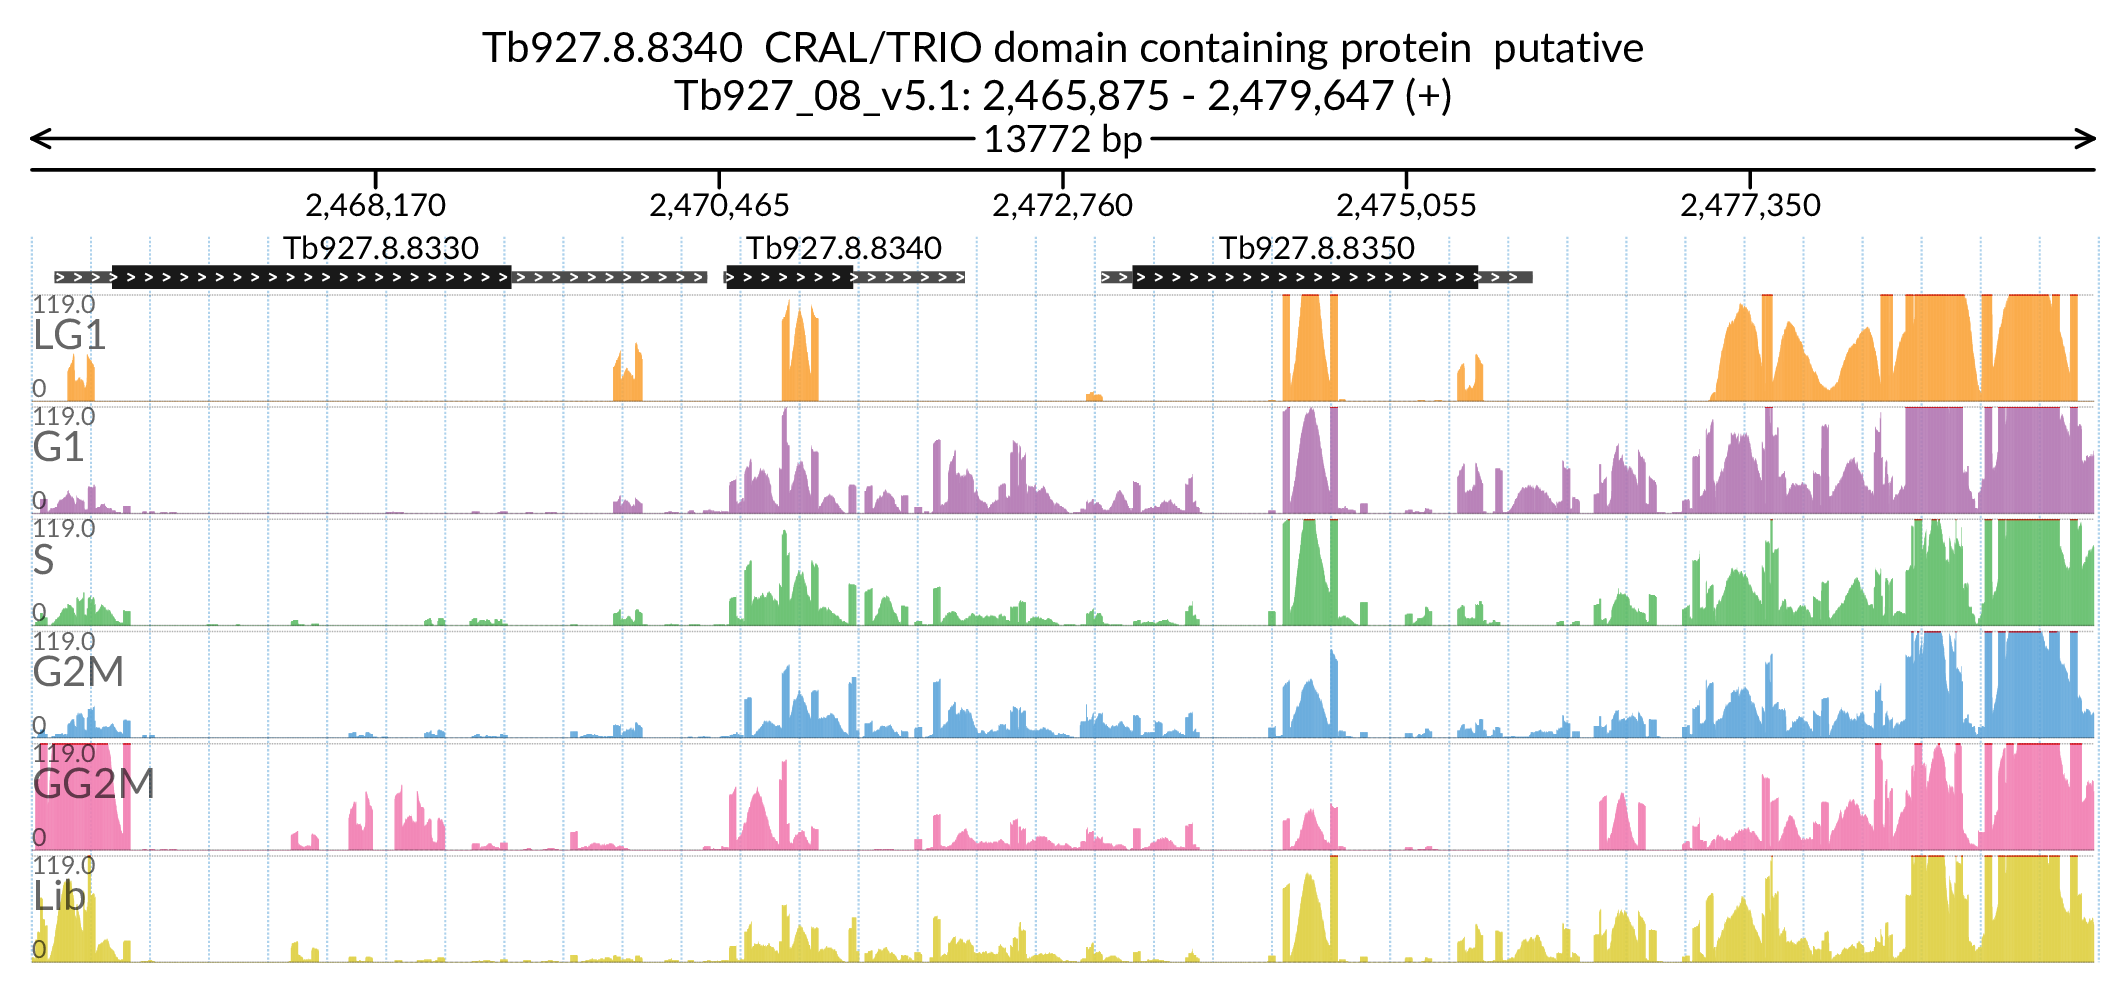 Tb927.8.8340 CRAL/TRIO domain containing protein putative
Tb927_08_v5.1: 2,465,875 - 2,479,647 (+)
13772 bp
2,468,170 2,470,465 2,472,760 2,475,055 2,477,350
Tb927.8.8330 Tb927.8.8340 Tb927.8.8350
119.0
LG1
0
119.0
G1
0
119.0
S
0
119.0
G2M
0
119.0
GG2M
0
119.0
Lib
0